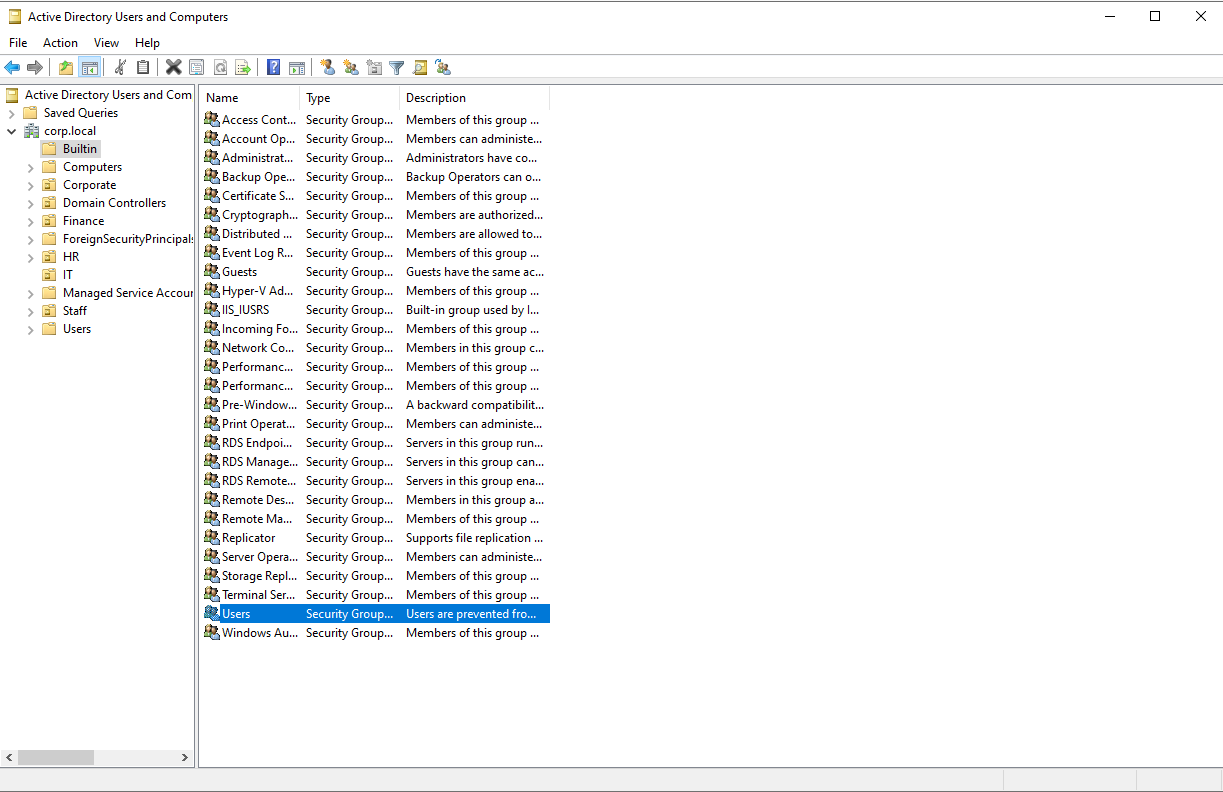 Active Directory Users and Computers
File Action View Help
Active Directory Users and Com
Saved Queries
corp.local
Builtin
Computers
Corporate
Domain Controllers
Finance
ForeignSecurityPrincipals
HR
IT
Managed Service Accour
Staff
Users
Name Type Description
Access Cont... Security Group... Members of this group ...
Account Op... Security Group... Members can administe...
Administrat... Security Group... Administrators have co...
Backup Ope... Security Group... Backup Operators can o...
Certificate S... Security Group... Members of this group ...
Cryptograph... Security Group... Members are authorized...
Distributed ... Security Group... Members are allowed to...
Event Log R... Security Group... Members of this group ...
Guests Security Group... Guests have the same ac...
Hyper-V Ad... Security Group... Members of this group ...
IIS_IUSRS Security Group... Built-in group used by I...
Incoming Fo... Security Group... Members of this group ...
Network Co... Security Group... Members in this group c...
Performanc... Security Group... Members of this group ...
Performanc... Security Group... Members of this group ...
Pre-Window... Security Group... A backward compatibilit...
Print Operat... Security Group... Members can administe...
RDS Endpoi... Security Group... Servers in this group run...
RDS Manage... Security Group... Servers in this group can...
RDS Remote... Security Group... Servers in this group ena...
Remote Des... Security Group... Members in this group a...
Remote Ma... Security Group... Members of this group ...
Replicator Security Group... Supports file replication ...
Server Opera... Security Group... Members can administe...
Storage Repl... Security Group... Members of this group ...
Terminal Ser... Security Group... Members of this group ...
Users Security Group... Users are prevented fro...
Windows Au... Security Group... Members of this group ...